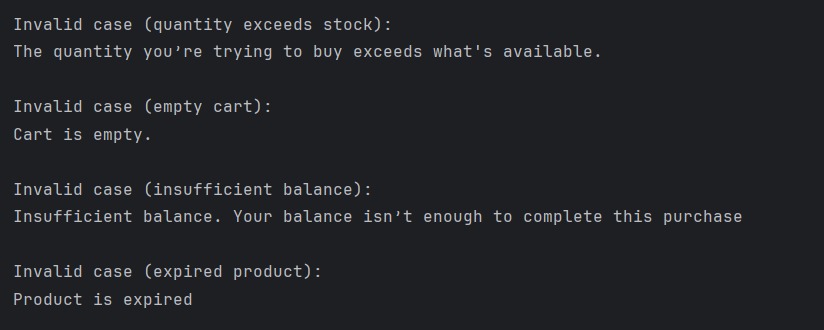 Invalid case (quantity exceeds stock):
The quantity you’re trying to buy exceeds what's available.
Invalid case (empty cart):
Cart is empty.
Invalid case (insufficient balance):
Insufficient balance. Your balance isn’t enough to complete this purchase
Invalid case (expired product):
Product is expired